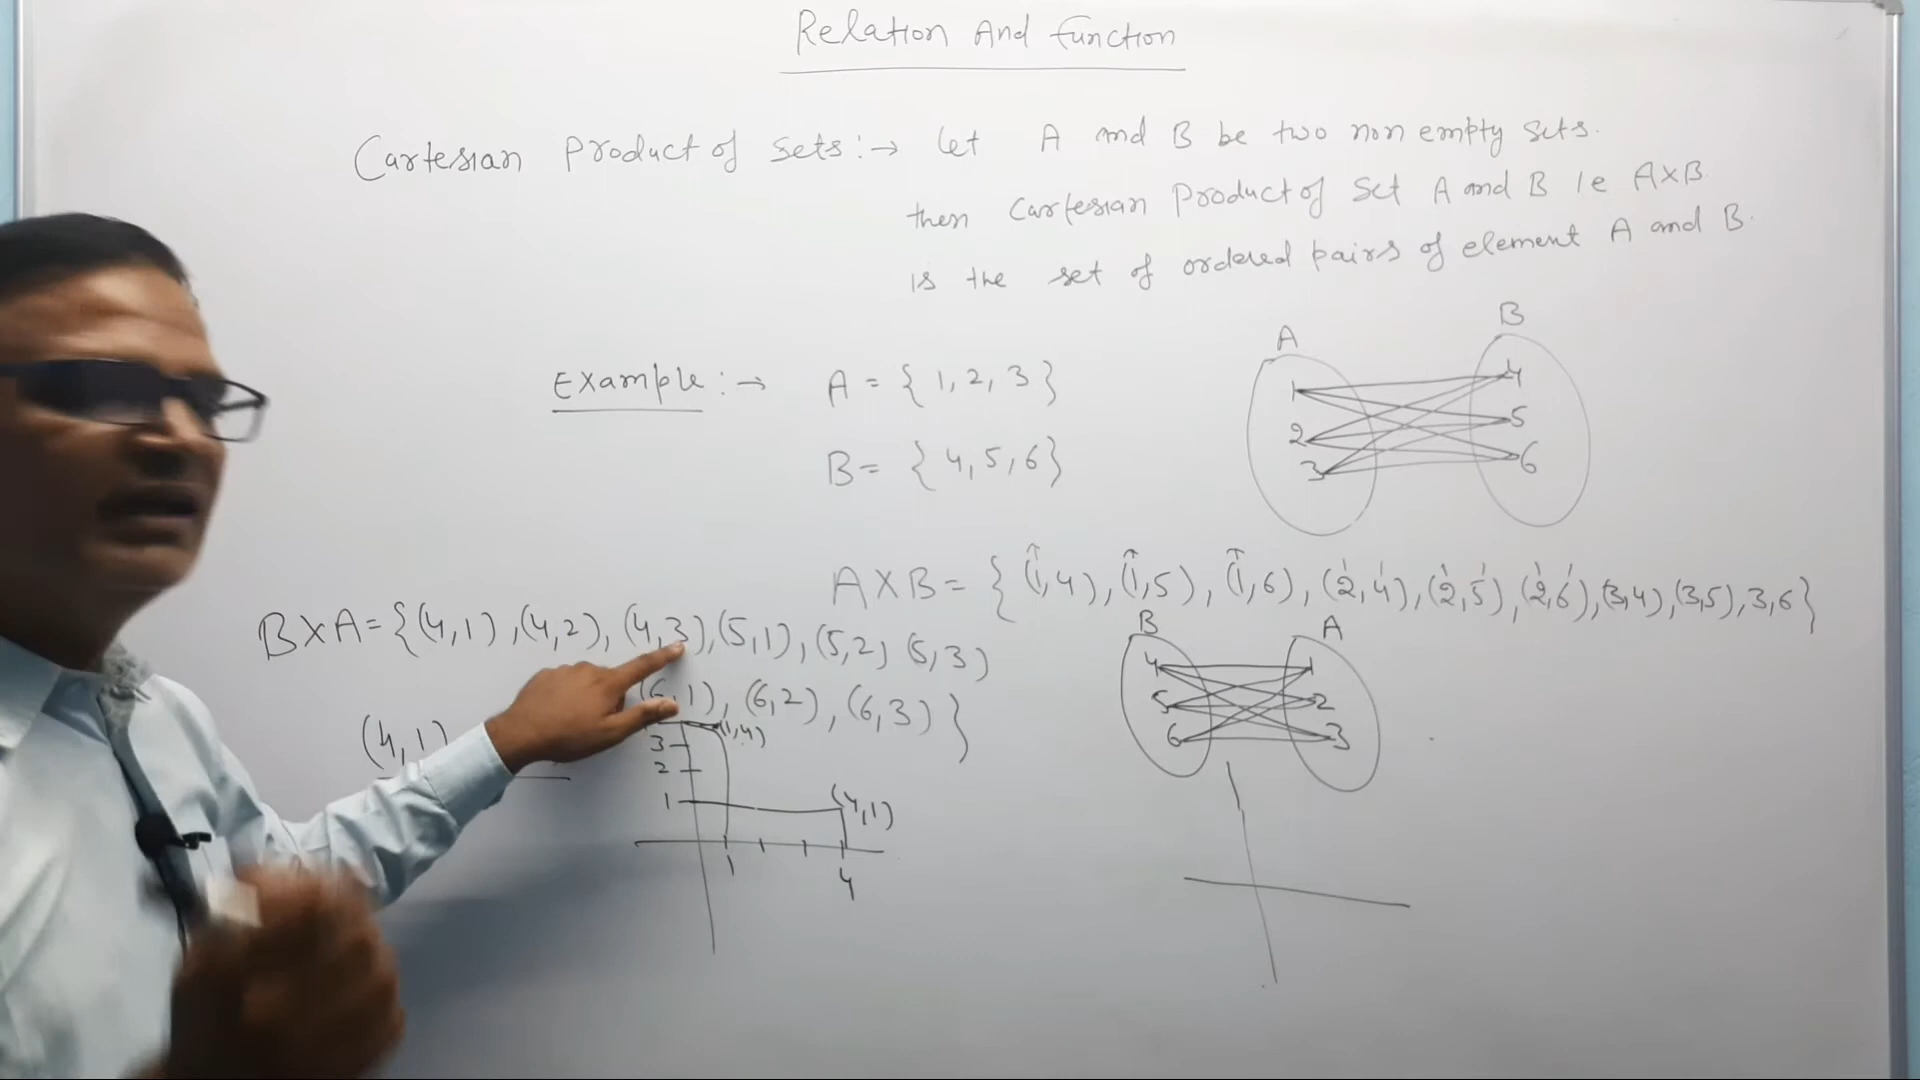 Relation And function
Cartesian Product of sets :→ Let A and B be two non empty sets.
then Cartesian Product of Set A and B ie A×B.
is the set of ordered pairs of element A and B.
Example :→ A = { 1, 2, 3 }
B = { 4, 5, 6 }
A B
1 4
2 5
3 6
A X B = { (1,4), (1,5), (1,6), (2,4), (2,5), (2,6), (3,4), (3,5), 3,6 }
B X A = { (4,1), (4,2), (4,3), (5,1), (5,2) (5,3)
(6,1), (6,2), (6,3) }
B A
4 1
5 2
6 3
(4,1)
(1,4)
3
2
1 (4,1)
1 4